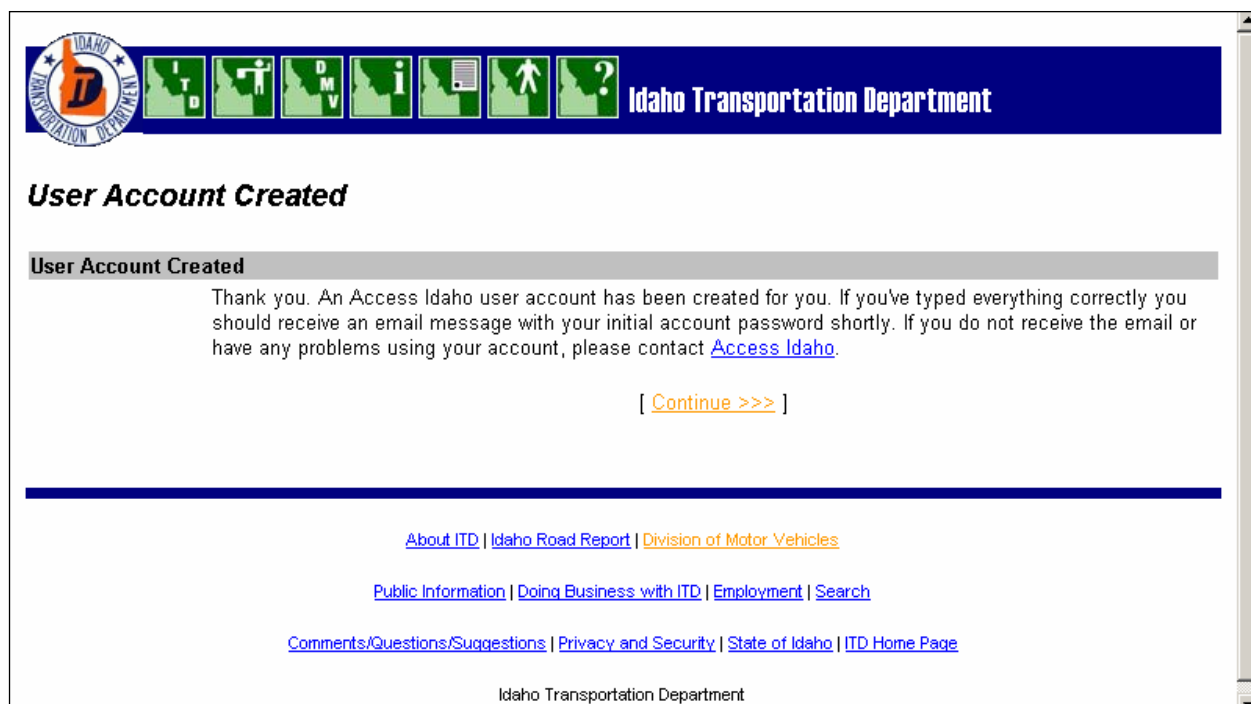 IDAHO
TRANSPORTATION DEPARTMENT
ITD
DMV
i
?
Idaho Transportation Department
User Account Created
User Account Created
Thank you. An Access Idaho user account has been created for you. If you've typed everything correctly you
should receive an email message with your initial account password shortly. If you do not receive the email or
have any problems using your account, please contact Access Idaho.
[ Continue >>> ]
About ITD | Idaho Road Report | Division of Motor Vehicles
Public Information | Doing Business with ITD | Employment | Search
Comments/Questions/Suggestions | Privacy and Security | State of Idaho | ITD Home Page
Idaho Transportation Department